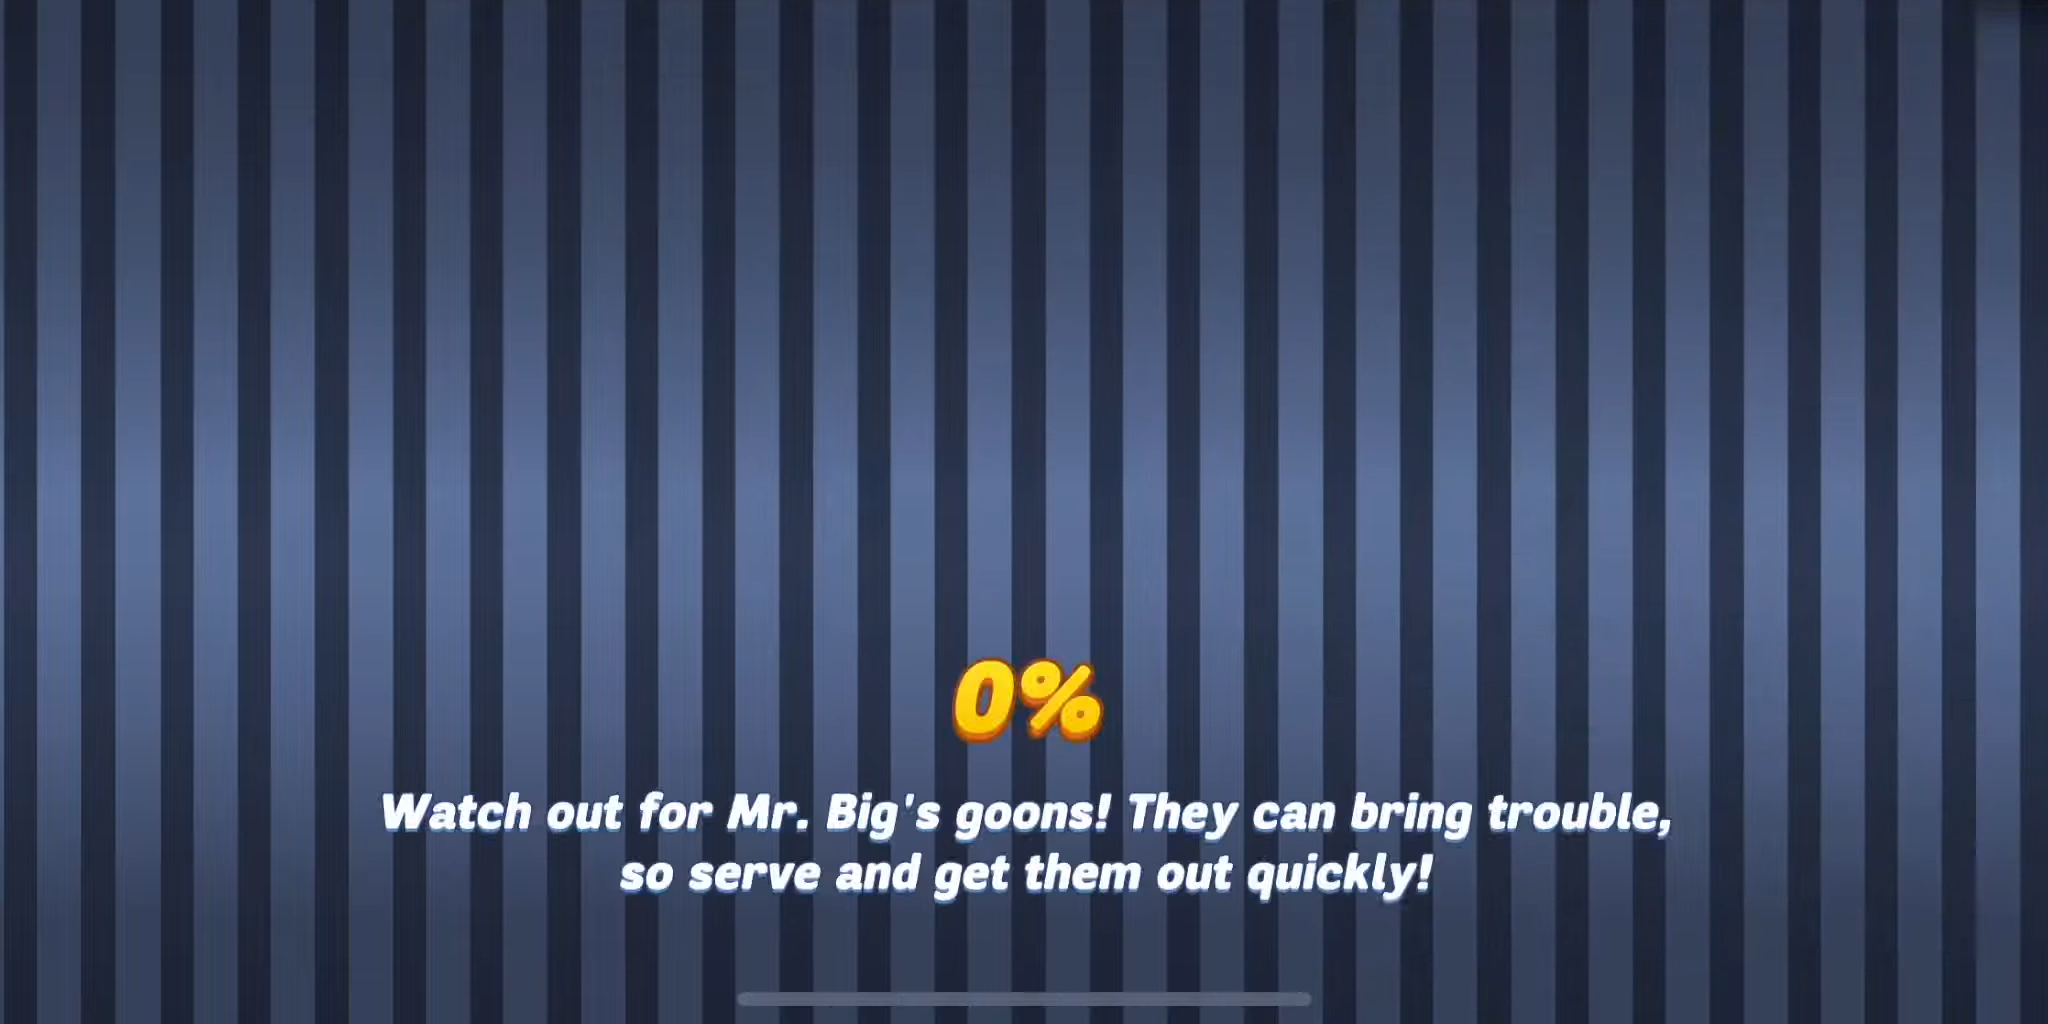 0%
Watch out for Mr. Big's goons! They can bring trouble,
so serve and get them out quickly!